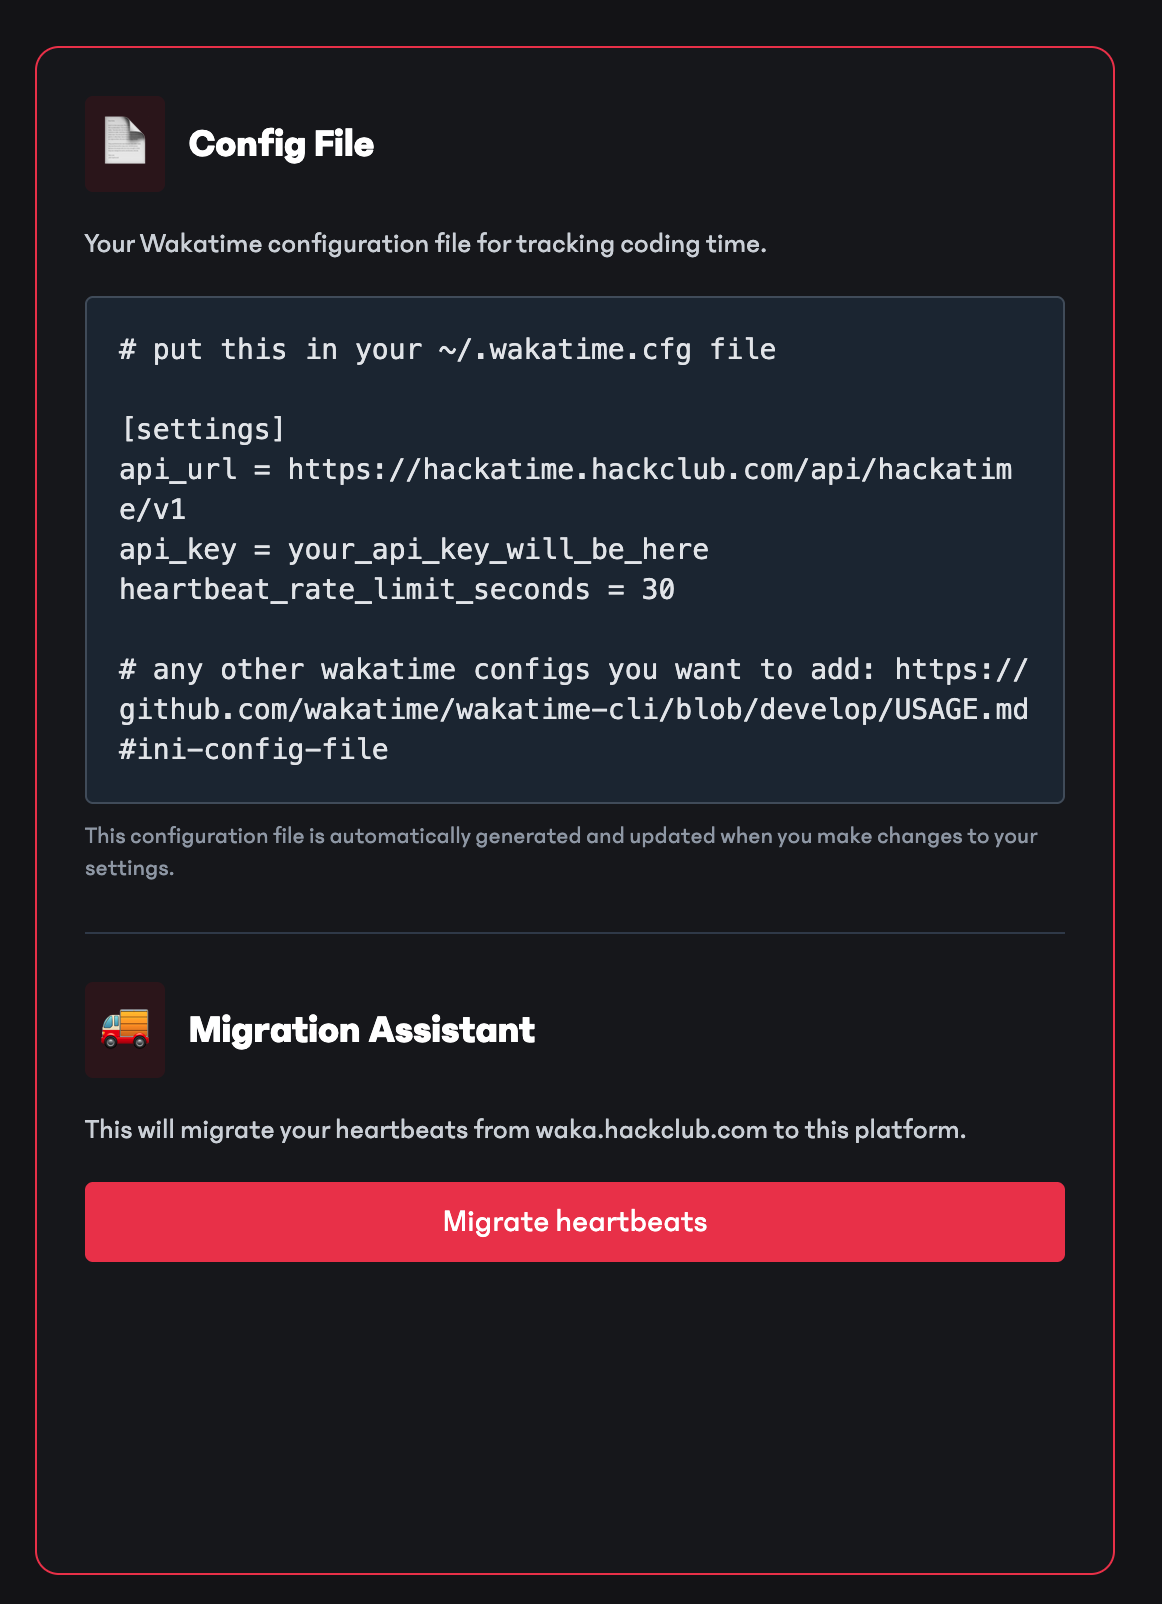 Config File
Your Wakatime configuration file for tracking coding time.
# put this in your ~/.wakatime.cfg file
[settings]
api_url = https://hackatime.hackclub.com/api/hackatim
e/v1
api_key = your_api_key_will_be_here
heartbeat_rate_limit_seconds = 30
# any other wakatime configs you want to add: https://
github.com/wakatime/wakatime-cli/blob/develop/USAGE.md
#ini-config-file
This configuration file is automatically generated and updated when you make changes to your
settings.
Migration Assistant
This will migrate your heartbeats from waka.hackclub.com to this platform.
Migrate heartbeats